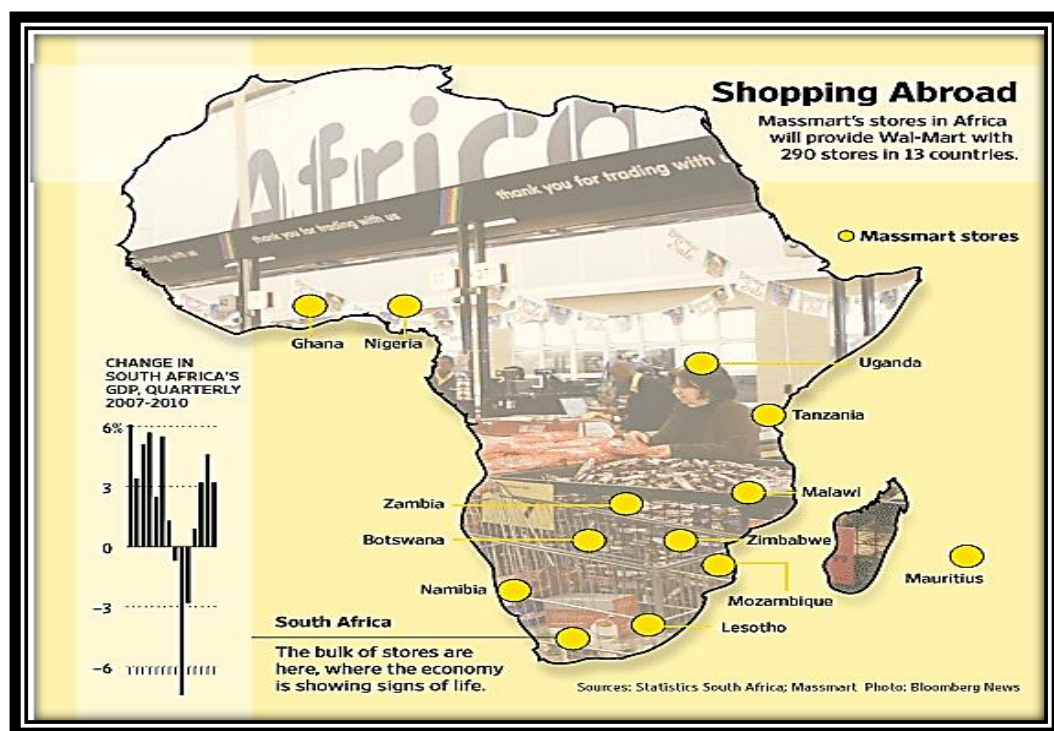 Shopping Abroad
Massmart's stores in Africa
will provide Wal-Mart with
290 stores in 13 countries.
Massmart stores
Africa
thank you for trading with us
thank you for trading with
Ghana
Nigeria
Uganda
Tanzania
Malawi
Zambia
Botswana
Zimbabwe
Namibia
Mozambique
Mauritius
Lesotho
CHANGE IN
SOUTH AFRICA'S
GDP, QUARTERLY
2007-2010
6%
3
0
−3
−6
South Africa
The bulk of stores are
here, where the economy
is showing signs of life.
Sources: Statistics South Africa; Massmart Photo: Bloomberg News